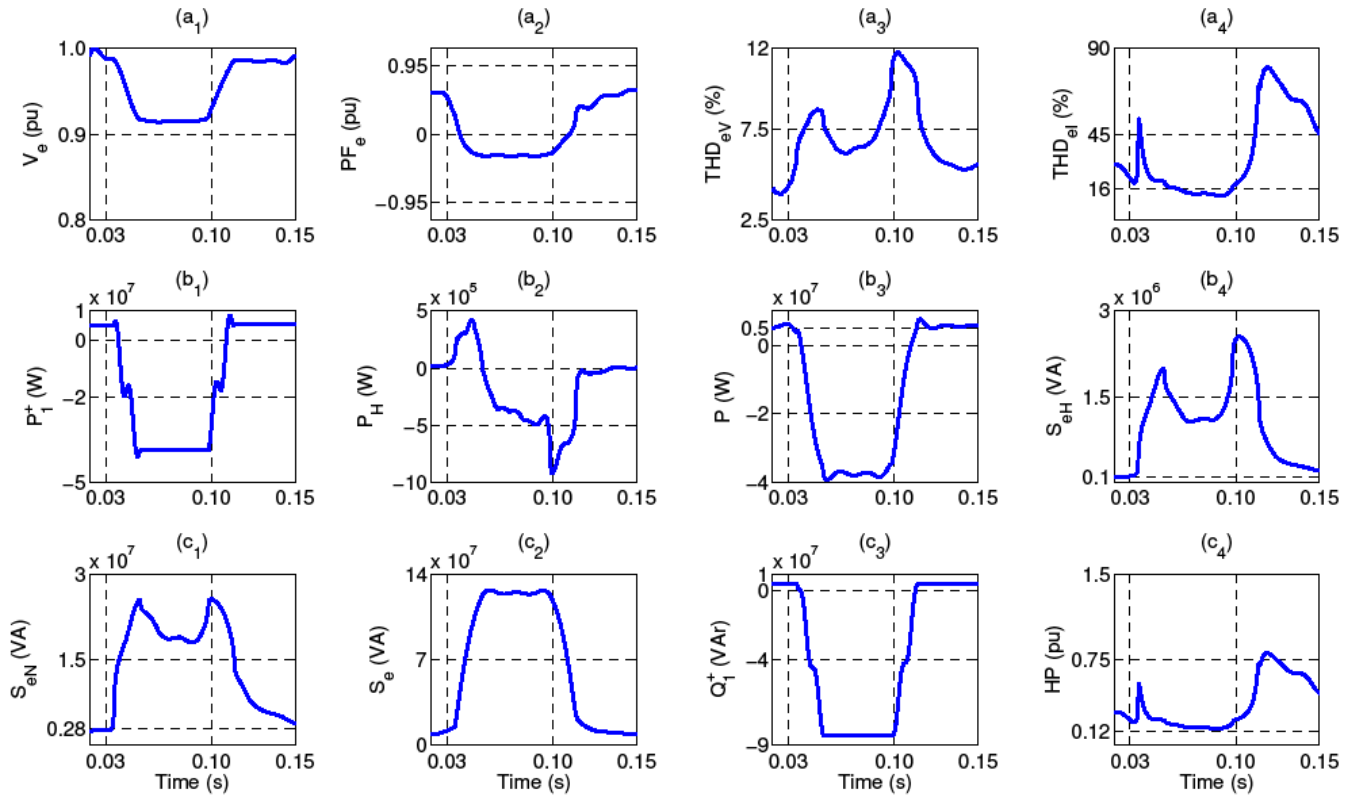 (a1) (a2) (a3) (a4)
1.0 0.9 0.8 Ve (pu) 0.03 0.10 0.15
0.95 0 −0.95 PFe (pu) 0.03 0.10 0.15
12 7.5 2.5 THDeV (%) 0.03 0.10 0.15
90 45 16 THDeI (%) 0.03 0.10 0.15
(b1) (b2) (b3) (b4)
x 10^7 1 0 −2 −5 P1+ (W) 0.03 0.10 0.15
x 10^5 5 0 −5 −10 PH (W) 0.03 0.10 0.15
x 10^7 0.5 0 −2 −4 P (W) 0.03 0.10 0.15
x 10^6 3 1.5 0.1 SeH (VA) 0.03 0.10 0.15
(c1) (c2) (c3) (c4)
x 10^7 3 1.5 0.28 SeN (VA) 0.03 0.10 0.15 Time (s)
x 10^7 14 7 0 Se (VA) 0.03 0.10 0.15 Time (s)
x 10^7 1 0 −4 −9 Q1+ (VAr) 0.03 0.10 0.15 Time (s)
1.5 0.75 0.12 HP (pu) 0.03 0.10 0.15 Time (s)